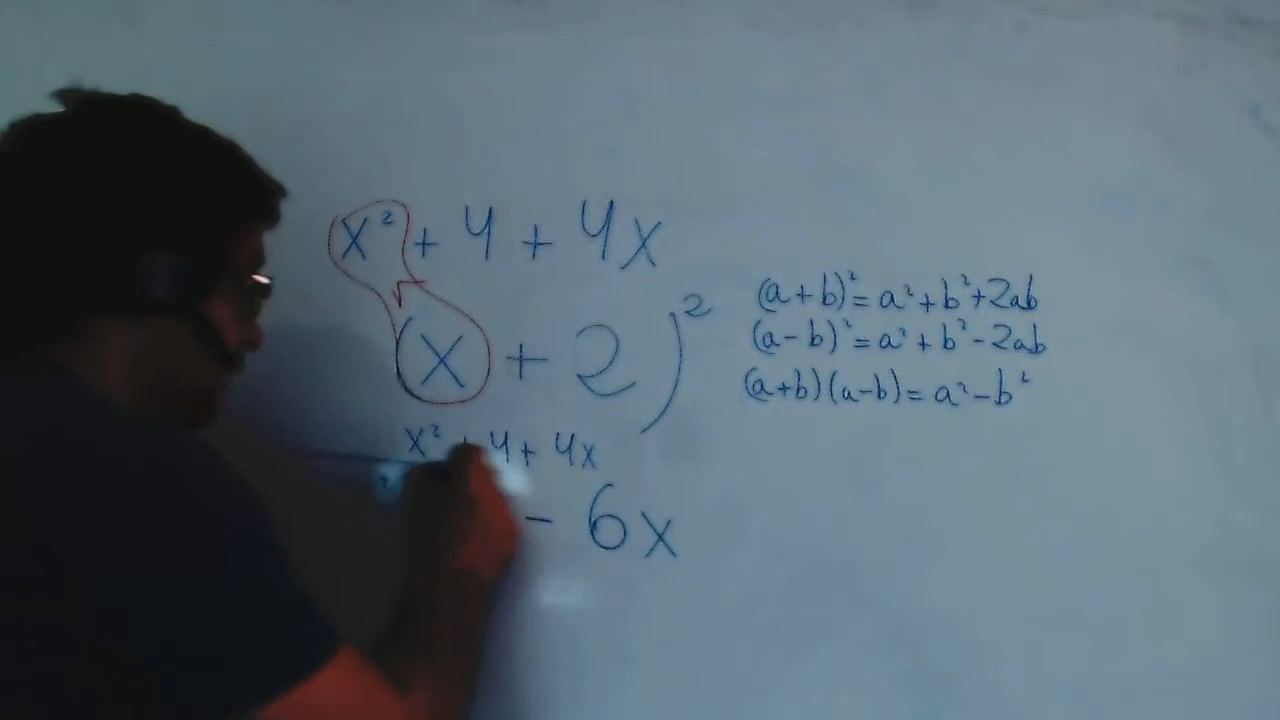 x² + 4 + 4x
(x + 2)²
x² + 4 + 4x
- 6x
(a+b)² = a² + b² + 2ab
(a-b)² = a² + b² - 2ab
(a+b)(a-b) = a² - b²